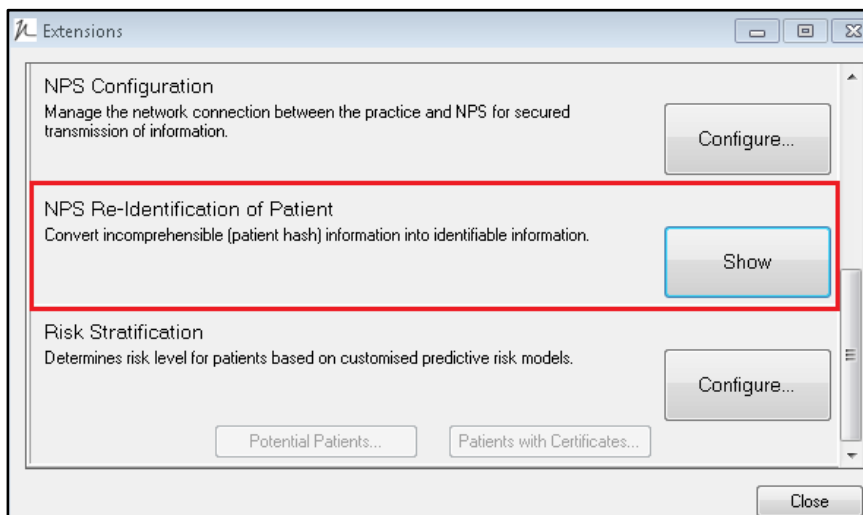 Extensions
NPS Configuration
Manage the network connection between the practice and NPS for secured
transmission of information.
Configure...
NPS Re-Identification of Patient
Convert incomprehensible (patient hash) information into identifiable information.
Show
Risk Stratification
Determines risk level for patients based on customised predictive risk models.
Configure...
Potential Patients...
Patients with Certificates...
Close